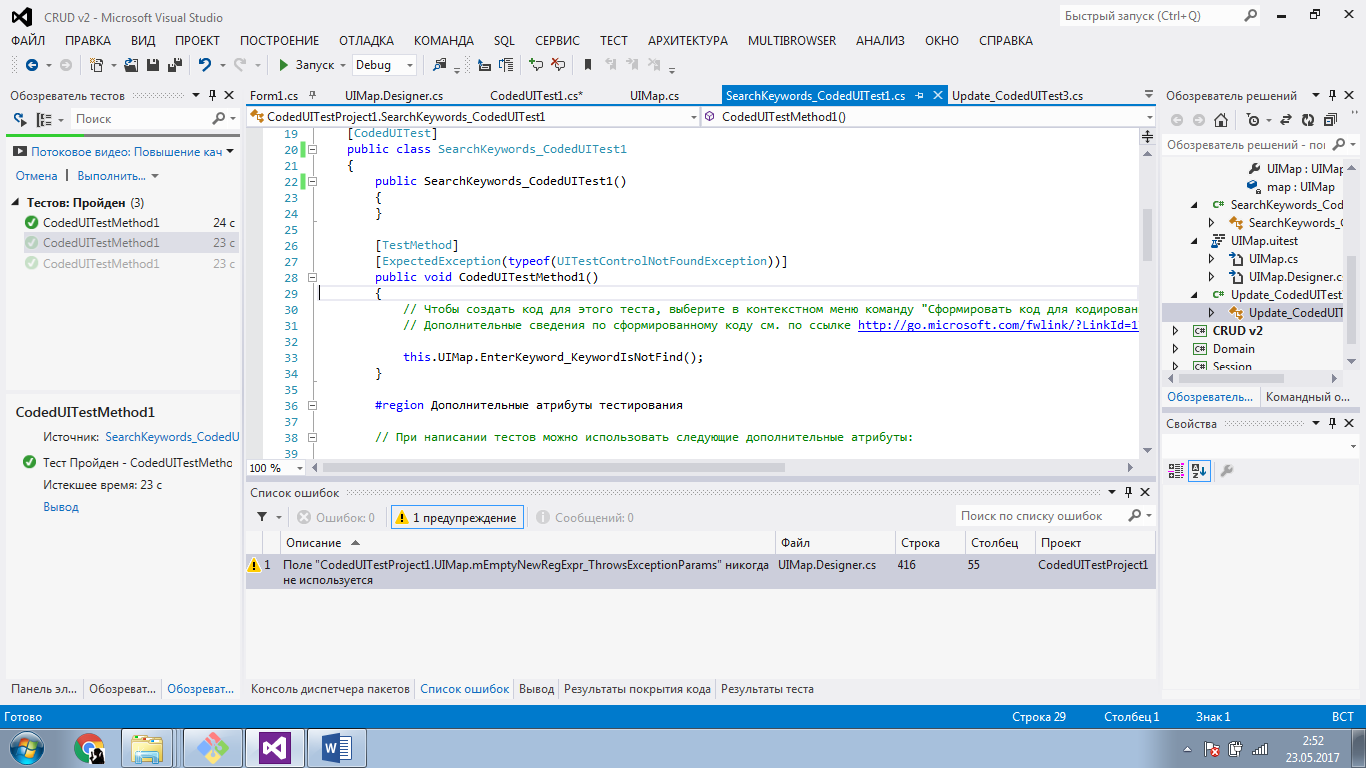 CRUD v2 - Microsoft Visual Studio
Быстрый запуск (Ctrl+Q)
ФАЙЛ ПРАВКА ВИД ПРОЕКТ ПОСТРОЕНИЕ ОТЛАДКА КОМАНДА SQL СЕРВИС ТЕСТ АРХИТЕКТУРА MULTIBROWSER АНАЛИЗ ОКНО СПРАВКА
Запуск Debug
Обозреватель тестов
Поиск
Потоковое видео: Повышение кач
Отмена | Выполнить...
Тестов: Пройден (3)
CodedUITestMethod1 24 с
CodedUITestMethod1 23 с
CodedUITestMethod1 23 с
CodedUITestMethod1
Источник: SearchKeywords_CodedU
Тест Пройден - CodedUITestMetho
Истекшее время: 23 с
Вывод
Панель эл... Обозреват... Обозреват...
Form1.cs UIMap.Designer.cs CodedUITest1.cs* UIMap.cs SearchKeywords_CodedUITest1.cs Update_CodedUITest3.cs
CodedUITestProject1.SearchKeywords_CodedUITest1 CodedUITestMethod1()
19 [CodedUITest]
20 public class SearchKeywords_CodedUITest1
21 {
22 public SearchKeywords_CodedUITest1()
23 {
24 }
25
26 [TestMethod]
27 [ExpectedException(typeof(UITestControlNotFoundException))]
28 public void CodedUITestMethod1()
29 {
30 // Чтобы создать код для этого теста, выберите в контекстном меню команду "Сформировать код для кодирован
31 // Дополнительные сведения по сформированному коду см. по ссылке http://go.microsoft.com/fwlink/?LinkId=1
32
33 this.UIMap.EnterKeyword_KeywordIsNotFind();
34 }
35
36 #region Дополнительные атрибуты тестирования
37
38 // При написании тестов можно использовать следующие дополнительные атрибуты:
39
100 %
Список ошибок
Ошибок: 0 1 предупреждение Сообщений: 0 Поиск по списку ошибок
Описание Файл Строка Столбец Проект
1 Поле "CodedUITestProject1.UIMap.mEmptyNewRegExpr_ThrowsExceptionParams" никогда UIMap.Designer.cs 416 55 CodedUITestProject1
не используется
Консоль диспетчера пакетов Список ошибок Вывод Результаты покрытия кода Результаты теста
Обозреватель решений
Обозреватель решений - пои
UIMap : UIMap
map : UIMap
SearchKeywords_Cod
SearchKeywords_C
UIMap.uitest
UIMap.cs
UIMap.Designer.c
Update_CodedUITest
Update_CodedUIT
CRUD v2
Domain
Session
Обозреватель... Командный о...
Свойства
Готово Строка 29 Столбец 1 Знак 1 ВСТ
2:52
23.05.2017